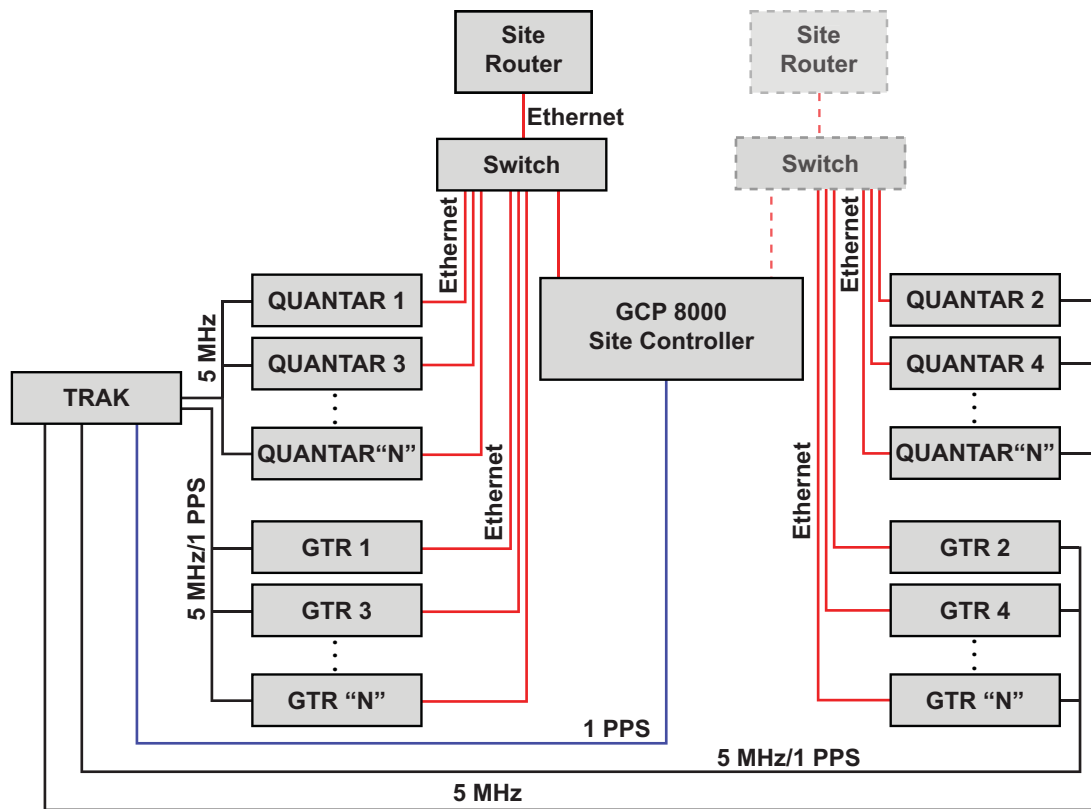 Site
Router
Site
Router
Ethernet
Switch
Switch
Ethernet
Ethernet
QUANTAR 1
GCP 8000
Site Controller
QUANTAR 2
5 MHz
QUANTAR 3
QUANTAR 4
TRAK
QUANTAR“N”
QUANTAR“N”
Ethernet
Ethernet
5 MHz/1 PPS
GTR 1
GTR 2
GTR 3
GTR 4
GTR “N”
GTR “N”
1 PPS
5 MHz/1 PPS
5 MHz